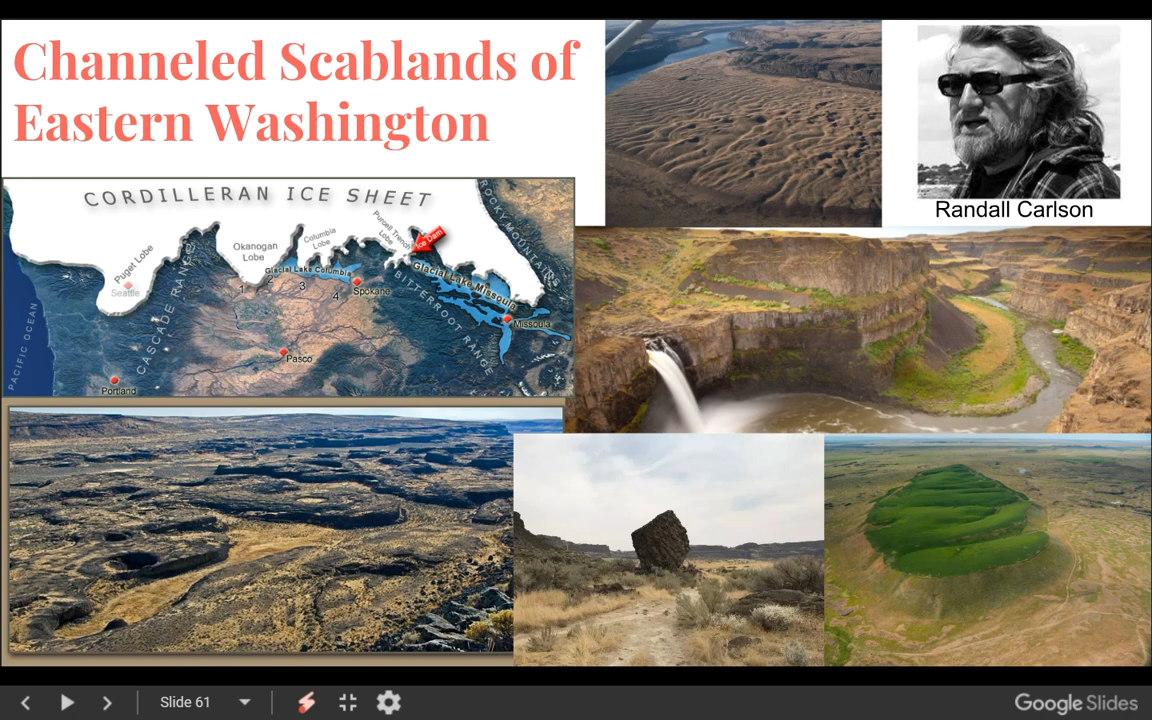 Channeled Scablands of
Eastern Washington
Randall Carlson
CORDILLERAN ICE SHEET
ROCKY MOUNTAINS
Puget Lobe
Seattle
CASCADE RANGE
Okanogan
Lobe
Columbia
Lobe
Purcell Trench
Lobe
Ice Dam
Glacial Lake Columbia
Glacial Lake Missoula
1
2
3
4
Spokane
BITTERROOT RANGE
Missoula
PACIFIC OCEAN
Pasco
Portland
Slide 61
Google Slides